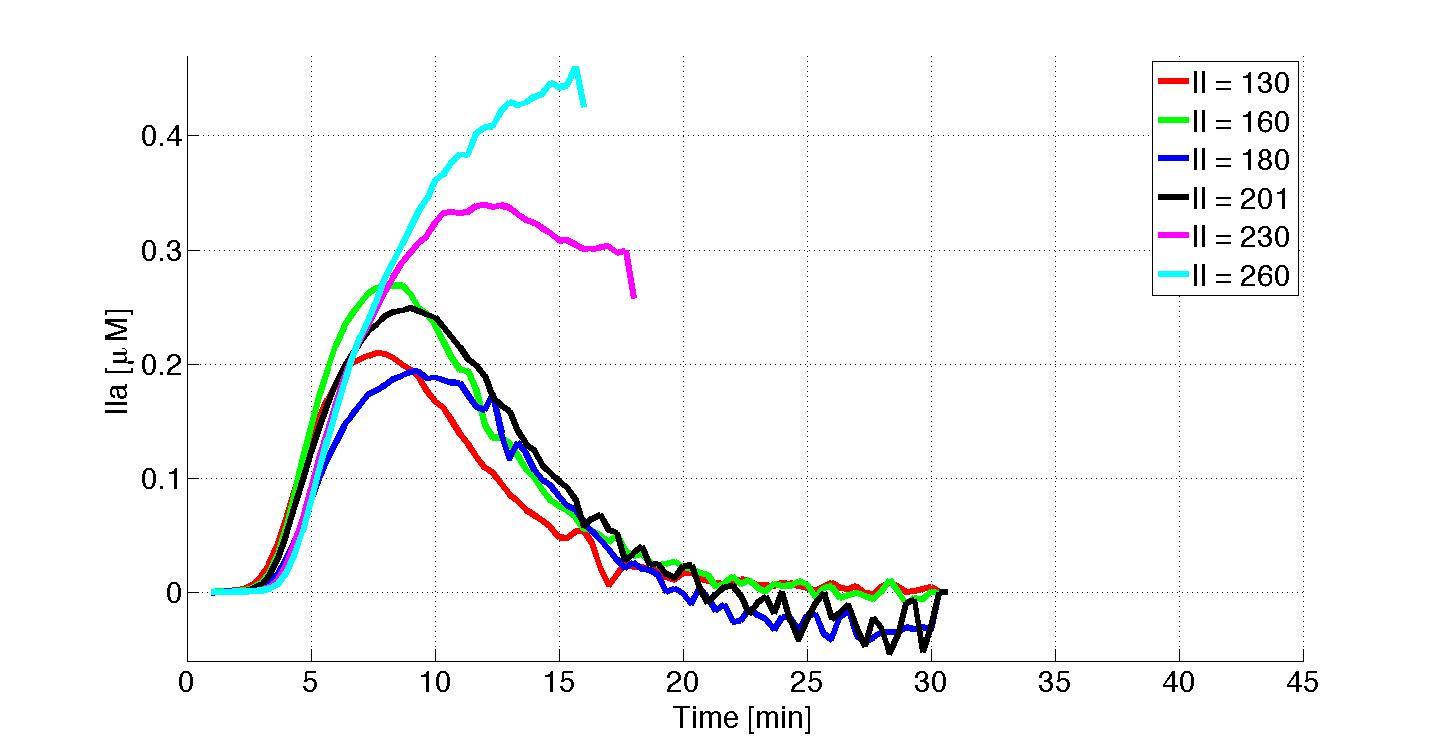 II = 130
II = 160
II = 180
II = 201
II = 230
II = 260
0.4
0.3
0.2
0.1
0
IIa [μ M]
0 5 10 15 20 25 30 35 40 45
Time [min]